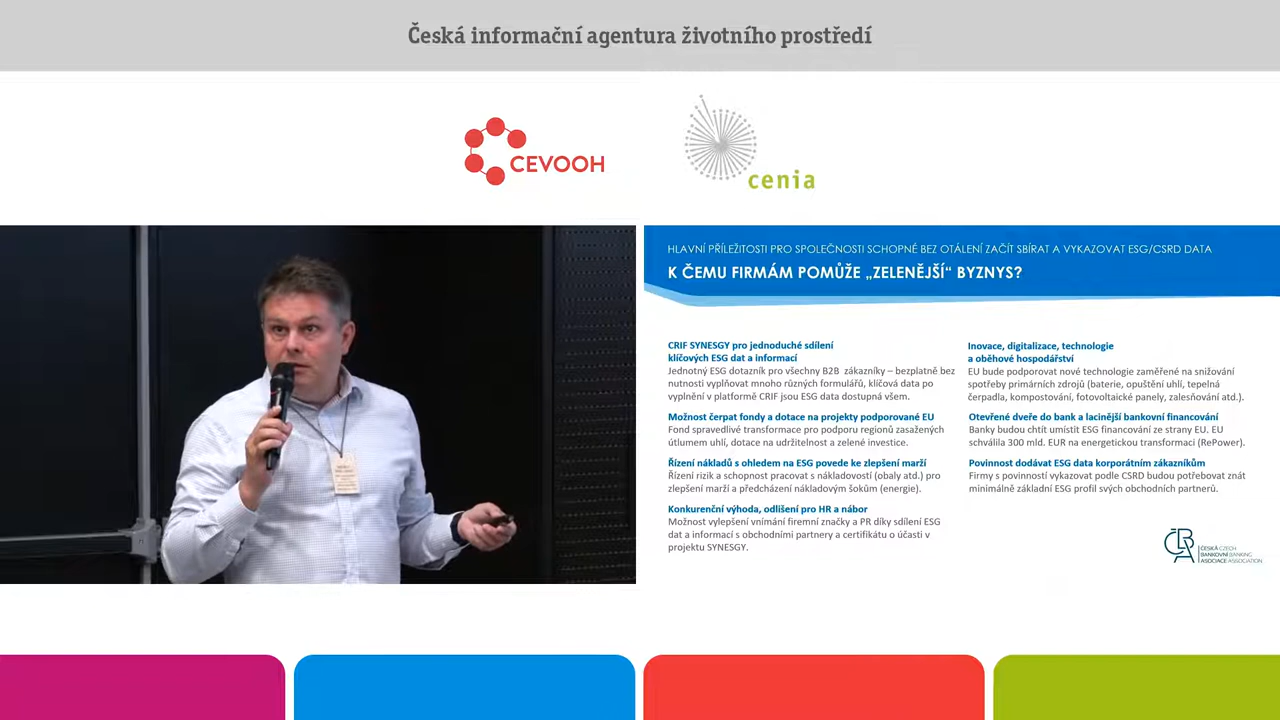 Česká informační agentura životního prostředí
CEVOOH
cenia
HLAVNÍ PŘÍLEŽITOSTI PRO SPOLEČNOSTI SCHOPNÉ BEZ OTÁLENÍ ZAČÍT SBÍRAT A VYKAZOVAT ESG/CSRD DATA
K ČEMU FIRMÁM POMŮŽE „ZELENĚJŠÍ“ BYZNYS?
CRIF SYNESGY pro jednoduché sdílení
klíčových ESG dat a informací
Jednotný ESG dotazník pro všechny B2B zákazníky – bezplatně bez
nutnosti vyplňovat mnoho různých formulářů, klíčová data po
vyplnění v platformě CRIF jsou ESG data dostupná všem.
Možnost čerpat fondy a dotace na projekty podporované EU
Fond spravedlivé transformace pro podporu regionů zasažených
útlumem uhlí, dotace na udržitelnost a zelené investice.
Řízení nákladů s ohledem na ESG povede ke zlepšení marží
Řízení rizik a schopnost pracovat s nákladovostí (obaly atd.) pro
zlepšení marží a předcházení nákladovým šokům (energie).
Konkurenční výhoda, odlišení pro HR a nábor
Možnost vylepšení vnímání firemní značky a PR díky sdílení ESG
dat a informací s obchodními partnery a certifikátu o účasti v
projektu SYNESGY.
Inovace, digitalizace, technologie
a oběhové hospodářství
EU bude podporovat nové technologie zaměřené na snižování
spotřeby primárních zdrojů (baterie, opuštění uhlí, tepelná
čerpadla, kompostování, fotovoltaické panely, zalesňování atd.).
Otevřené dveře do bank a lacinější bankovní financování
Banky budou chtít umístit ESG financování ze strany EU. EU
schválila 300 mld. EUR na energetickou transformaci (RePower).
Povinnost dodávat ESG data korporátním zákazníkům
Firmy s povinností vykazovat podle CSRD budou potřebovat znát
minimálně základní ESG profil svých obchodních partnerů.
ČBA
ČESKÁ CZECH
BANKOVNÍ BANKING
ASOCIACE ASSOCIATION